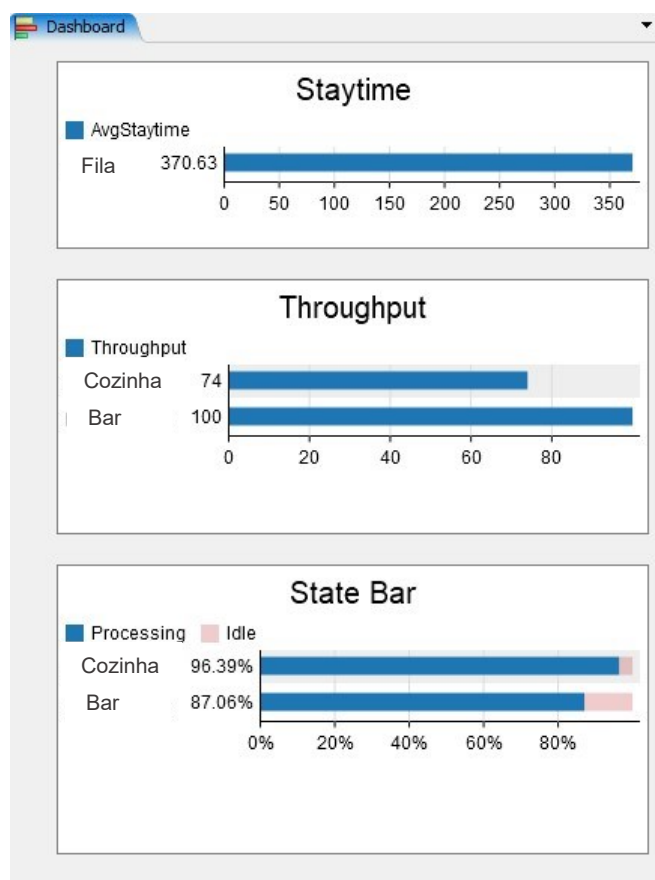 Dashboard
Staytime
AvgStaytime
Fila 370.63
0 50 100 150 200 250 300 350
Throughput
Throughput
Cozinha 74
Bar 100
0 20 40 60 80
State Bar
Processing Idle
Cozinha 96.39%
Bar 87.06%
0% 20% 40% 60% 80%